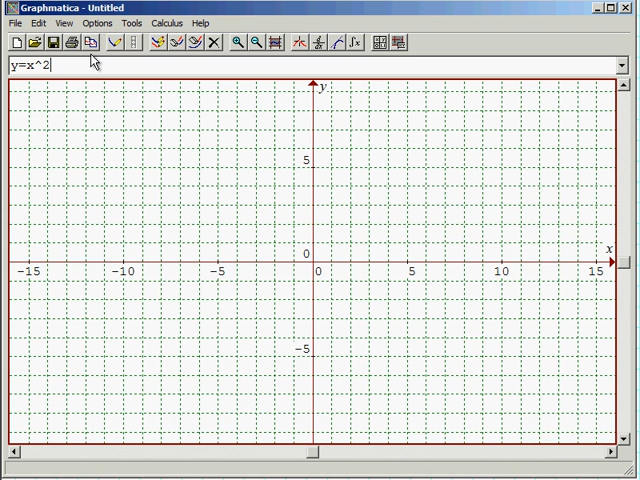 Graphmatica - Untitled
File Edit View Options Tools Calculus Help
y=x^2
y
5
0
x
-15 -10 -5 0 5 10 15
-5